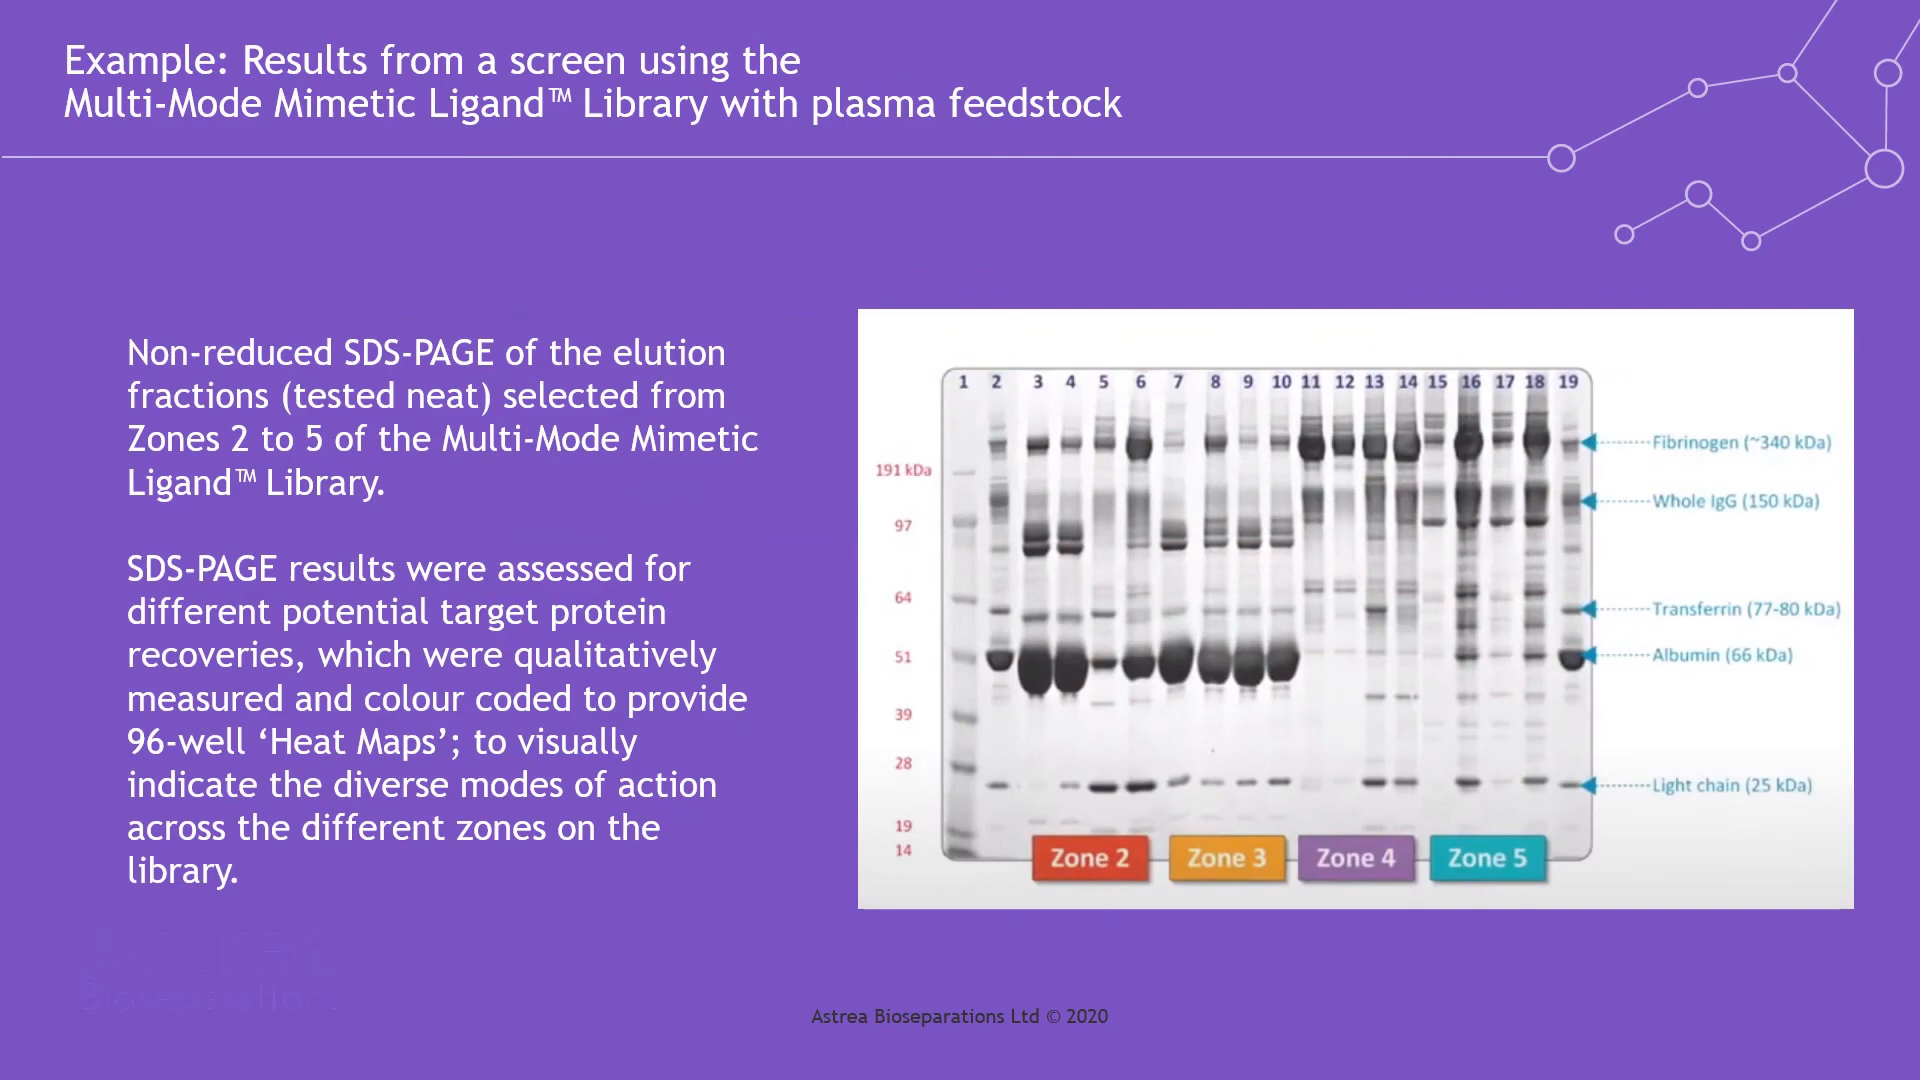 Example: Results from a screen using the
Multi-Mode Mimetic Ligand™ Library with plasma feedstock
Non-reduced SDS-PAGE of the elution
fractions (tested neat) selected from
Zones 2 to 5 of the Multi-Mode Mimetic
Ligand™ Library.
SDS-PAGE results were assessed for
different potential target protein
recoveries, which were qualitatively
measured and colour coded to provide
96-well ‘Heat Maps’; to visually
indicate the diverse modes of action
across the different zones on the
library.
1 2 3 4 5 6 7 8 9 10 11 12 13 14 15 16 17 18 19
191 kDa
97
64
51
39
28
19
14
Fibrinogen (~340 kDa)
Whole IgG (150 kDa)
Transferrin (77-80 kDa)
Albumin (66 kDa)
Light chain (25 kDa)
Zone 2 Zone 3 Zone 4 Zone 5
Bioseparations
Astrea Bioseparations Ltd © 2020